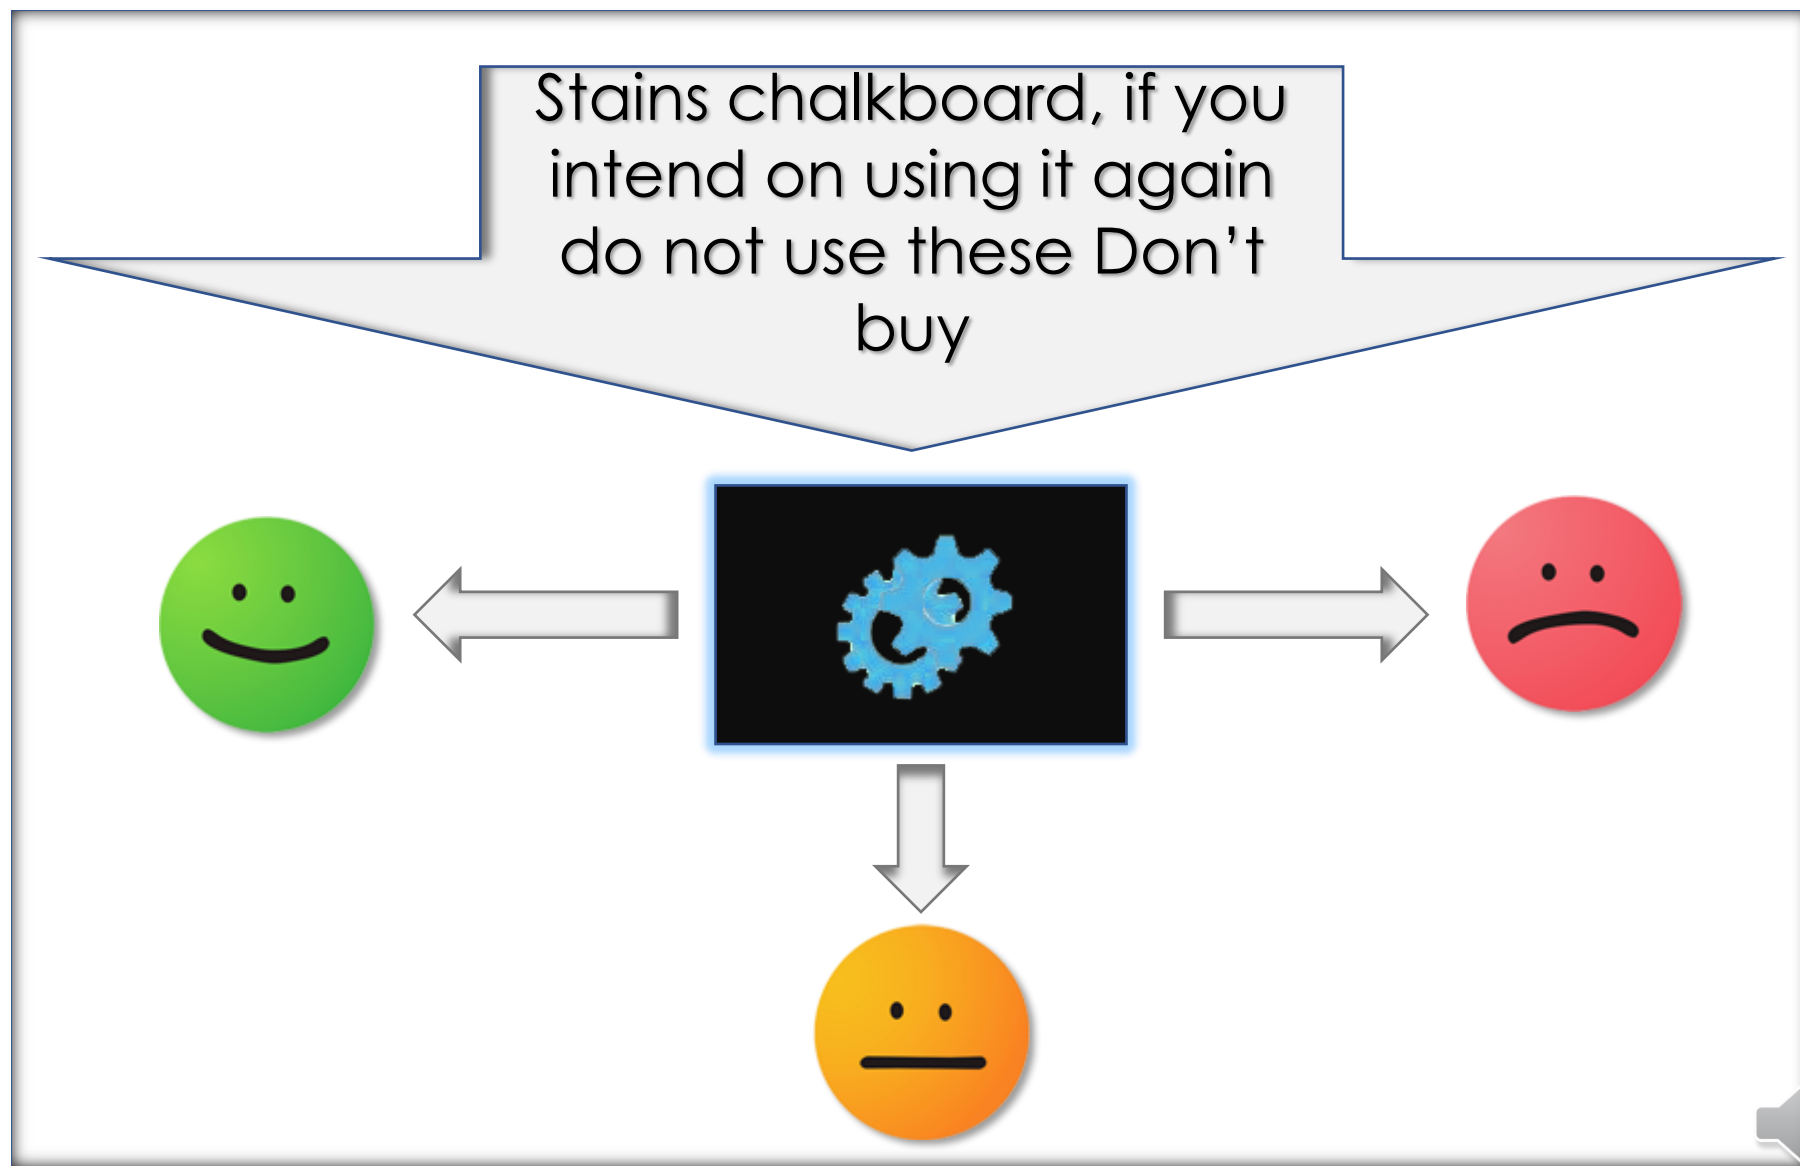 Stains chalkboard, if you
intend on using it again
do not use these Don’t
buy